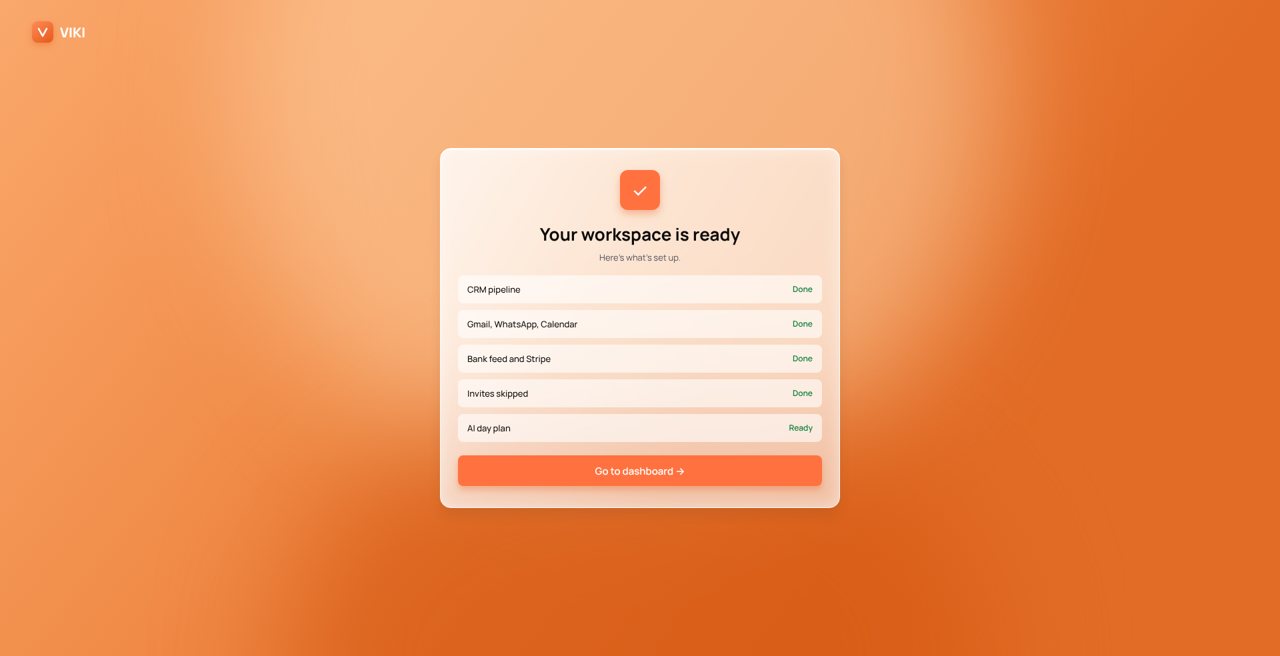 VIKI
Your workspace is ready
Here's what's set up.
CRM pipeline Done
Gmail, WhatsApp, Calendar Done
Bank feed and Stripe Done
Invites skipped Done
AI day plan Ready
Go to dashboard →